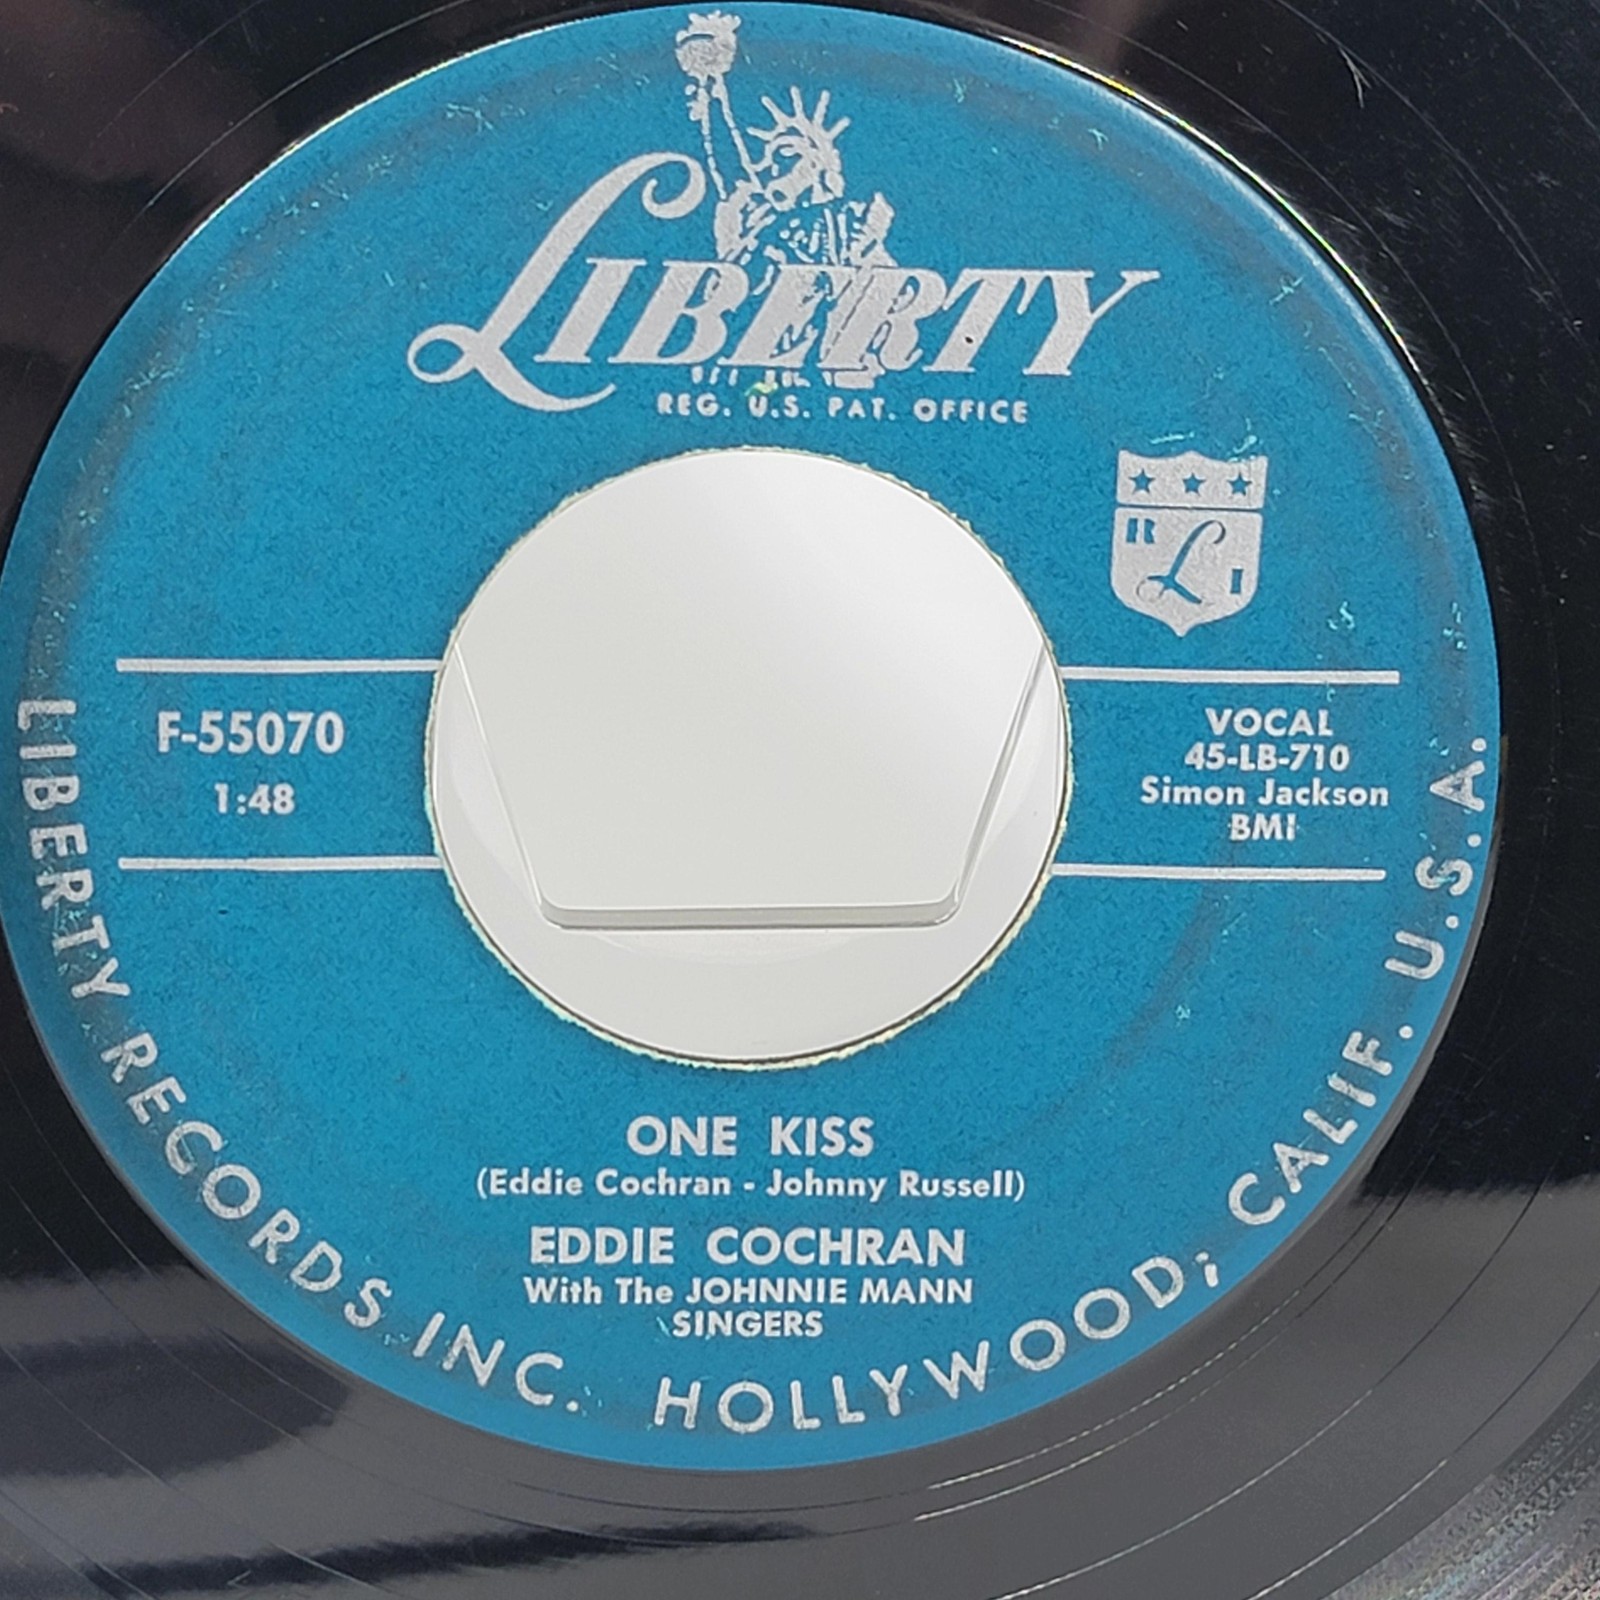 LIBERTY
REG. U.S. PAT. OFFICE
R L I
F-55070
1:48
VOCAL
45-LB-710
Simon Jackson
BMI
ONE KISS
(Eddie Cochran - Johnny Russell)
EDDIE COCHRAN
With The JOHNNIE MANN
SINGERS
LIBERTY RECORDS INC. HOLLYWOOD, CALIF. U.S.A.